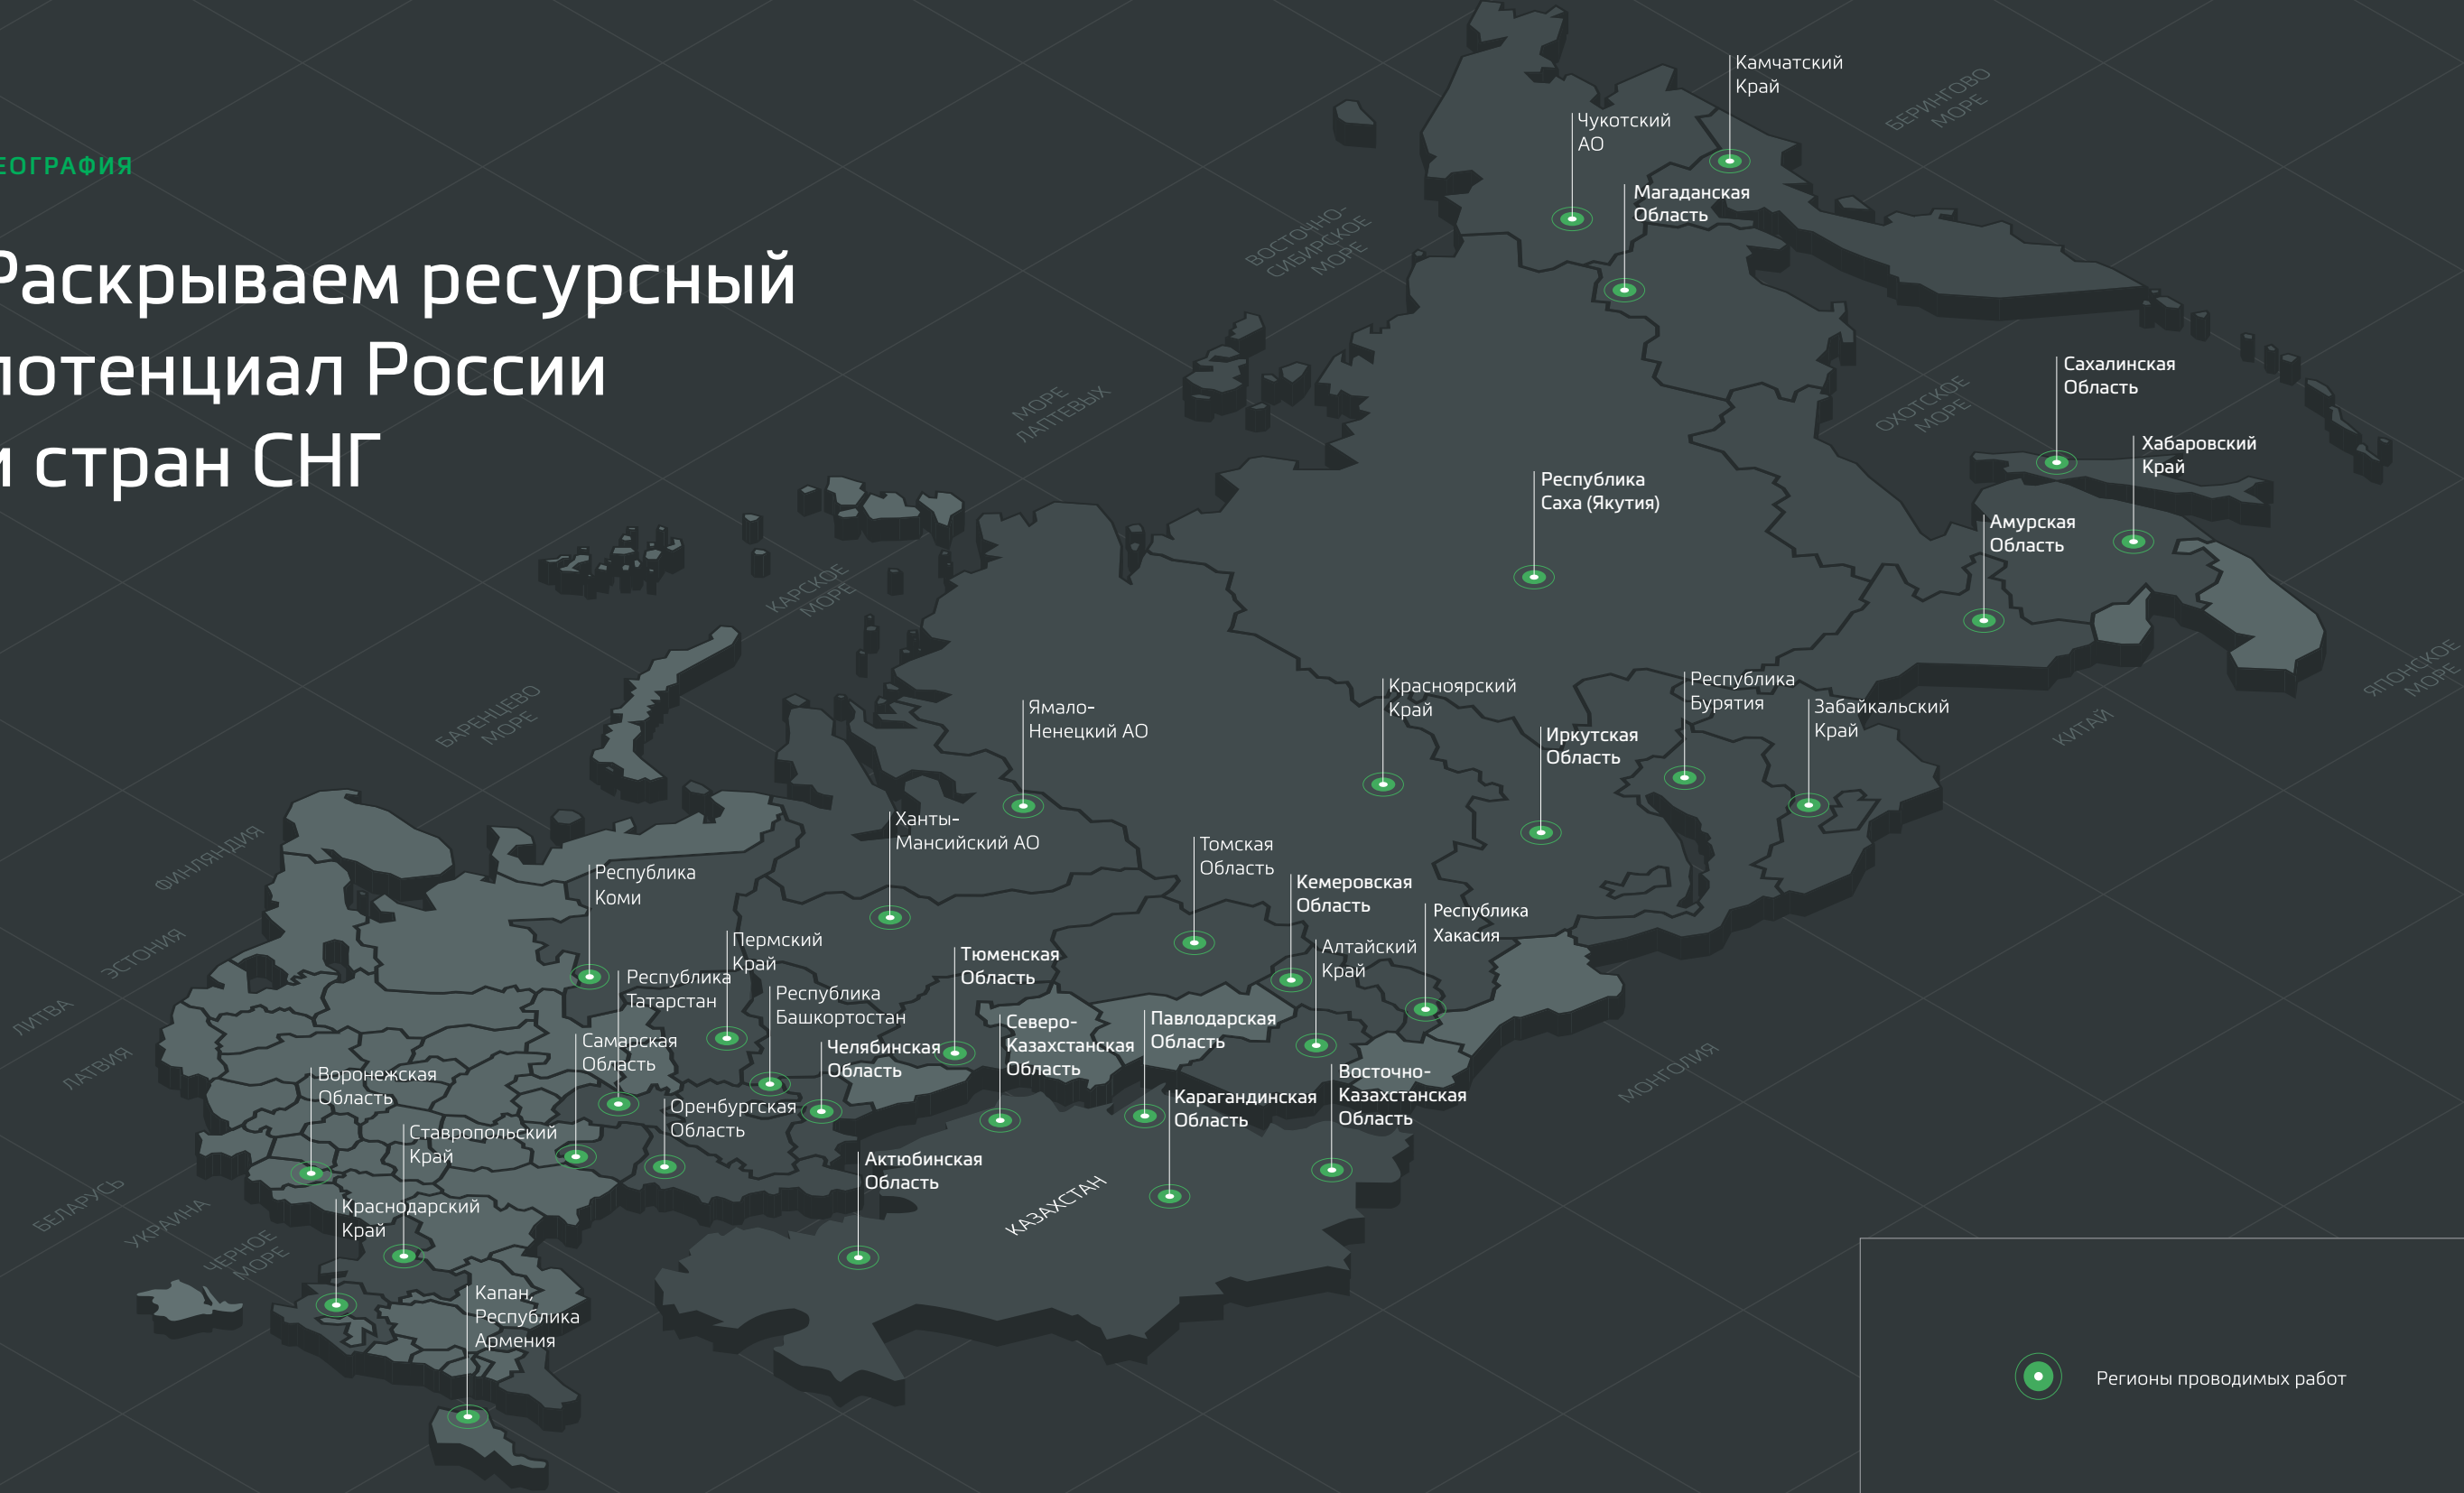 ЕОГРАФИЯ
Раскрываем ресурсный
потенциал России
и стран СНГ
Камчатский
Край
Чукотский
АО
Магаданская
Область
БЕРИНГОВО
МОРЕ
ВОСТОЧНО-
СИБИРСКОЕ
МОРЕ
МОРЕ
ЛАПТЕВЫХ
ОХОТСКОЕ
МОРЕ
Сахалинская
Область
Хабаровский
Край
Республика
Саха (Якутия)
Амурская
Область
КАРСКОЕ
МОРЕ
БАРЕНЦЕВО
МОРЕ
ЯПОНСКОЕ
МОРЕ
КИТАЙ
Ямало-
Ненецкий АО
Красноярский
Край
Республика
Бурятия
Забайкальский
Край
Иркутская
Область
Ханты-
Мансийский АО
Томская
Область
ФИНЛЯНДИЯ
Республика
Коми
Кемеровская
Область
Республика
Хакасия
ЭСТОНИЯ
Пермский
Край
Тюменская
Область
Алтайский
Край
Республика
Татарстан
Республика
Башкортостан
ЛИТВА
Самарская
Область
Челябинская
Область
Северо-
Казахстанская
Область
Павлодарская
Область
ЛАТВИЯ
Воронежская
Область
Оренбургская
Область
Карагандинская
Область
Восточно-
Казахстанская
Область
МОНГОЛИЯ
Ставропольский
Край
Актюбинская
Область
КАЗАХСТАН
БЕЛАРУСЬ
УКРАИНА
ЧЕРНОЕ
МОРЕ
Краснодарский
Край
Капан,
Республика
Армения
Регионы проводимых работ